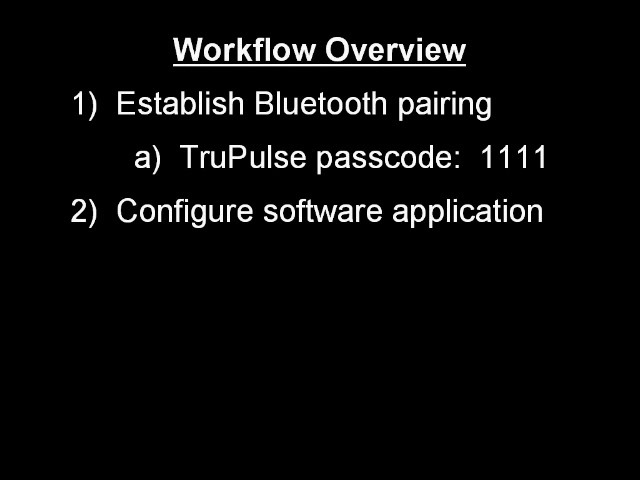 Workflow Overview
1) Establish Bluetooth pairing
a) TruPulse passcode: 1111
2) Configure software application